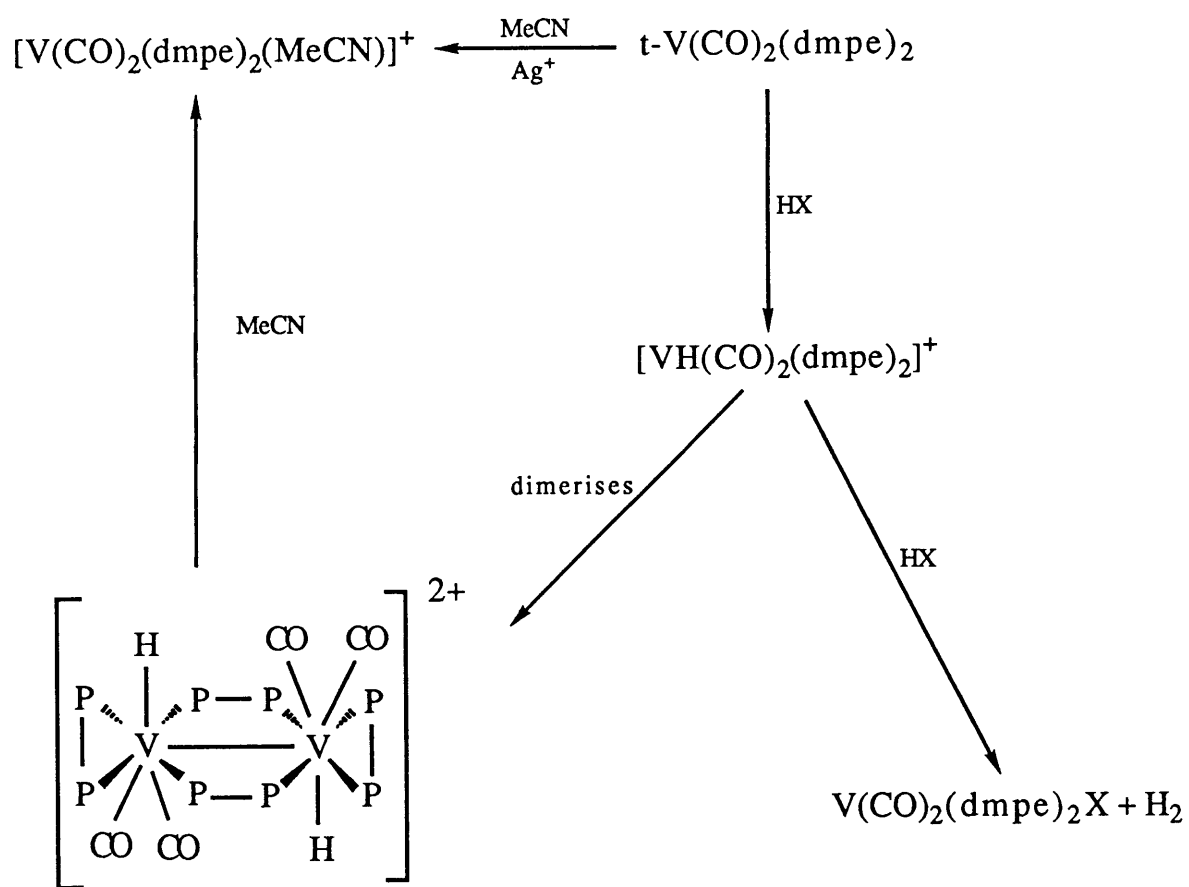 [V(CO)₂(dmpe)₂(MeCN)]⁺
MeCN
Ag⁺
t-V(CO)₂(dmpe)₂
HX
MeCN
[VH(CO)₂(dmpe)₂]⁺
dimerises
HX
2+
H CO CO
P P P P
V V
P P P P
CO CO H
V(CO)₂(dmpe)₂X + H₂